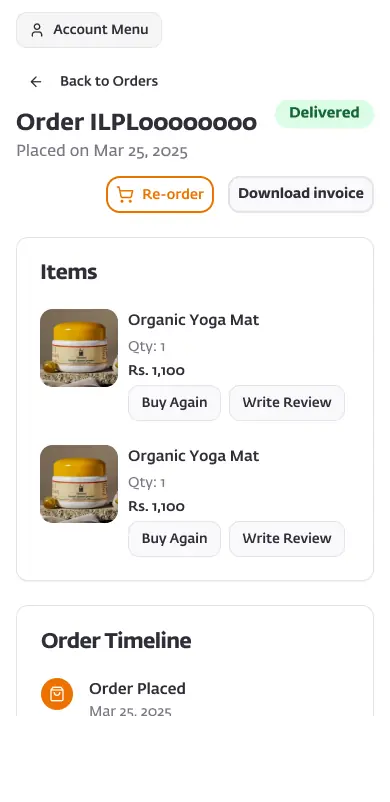 Account Menu
Back to Orders
Order ILPL00000000
Delivered
Placed on Mar 25, 2025
Re-order
Download invoice
Items
Organic Yoga Mat
Qty: 1
Rs. 1,100
Buy Again
Write Review
Organic Yoga Mat
Qty: 1
Rs. 1,100
Buy Again
Write Review
Order Timeline
Order Placed
Mar 25, 2025